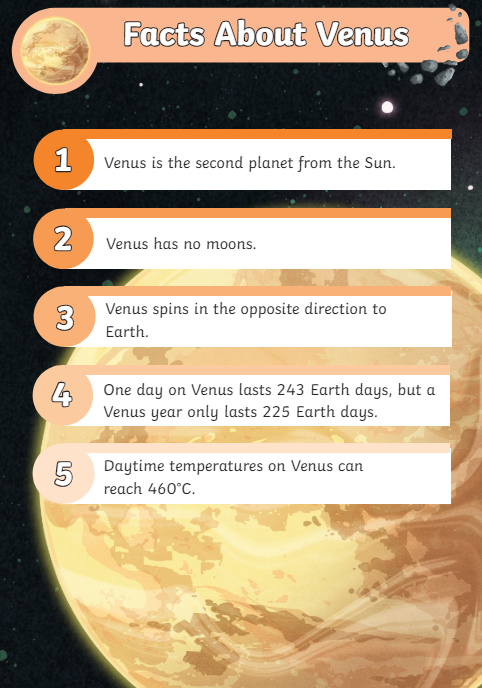 Facts About Venus
1
Venus is the second planet from the Sun.
2
Venus has no moons.
3
Venus spins in the opposite direction to
Earth.
4
One day on Venus lasts 243 Earth days, but a
Venus year only lasts 225 Earth days.
5
Daytime temperatures on Venus can
reach 460°C.